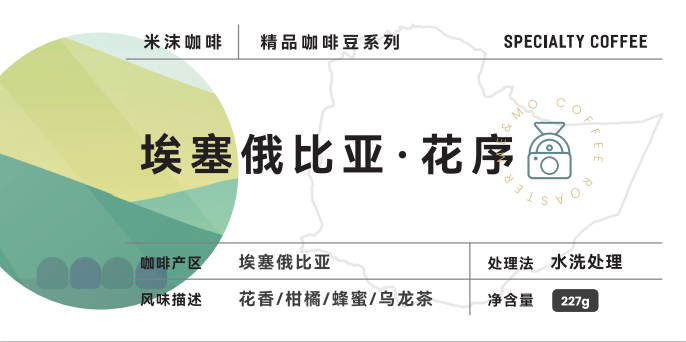 米沫咖啡 精品咖啡豆系列 SPECIALTY COFFEE
埃塞俄比亚·花序
ME&MO COFFEE ROASTER
咖啡产区 埃塞俄比亚 处理法 水洗处理
风味描述 花香/柑橘/蜂蜜/乌龙茶 净含量 227g